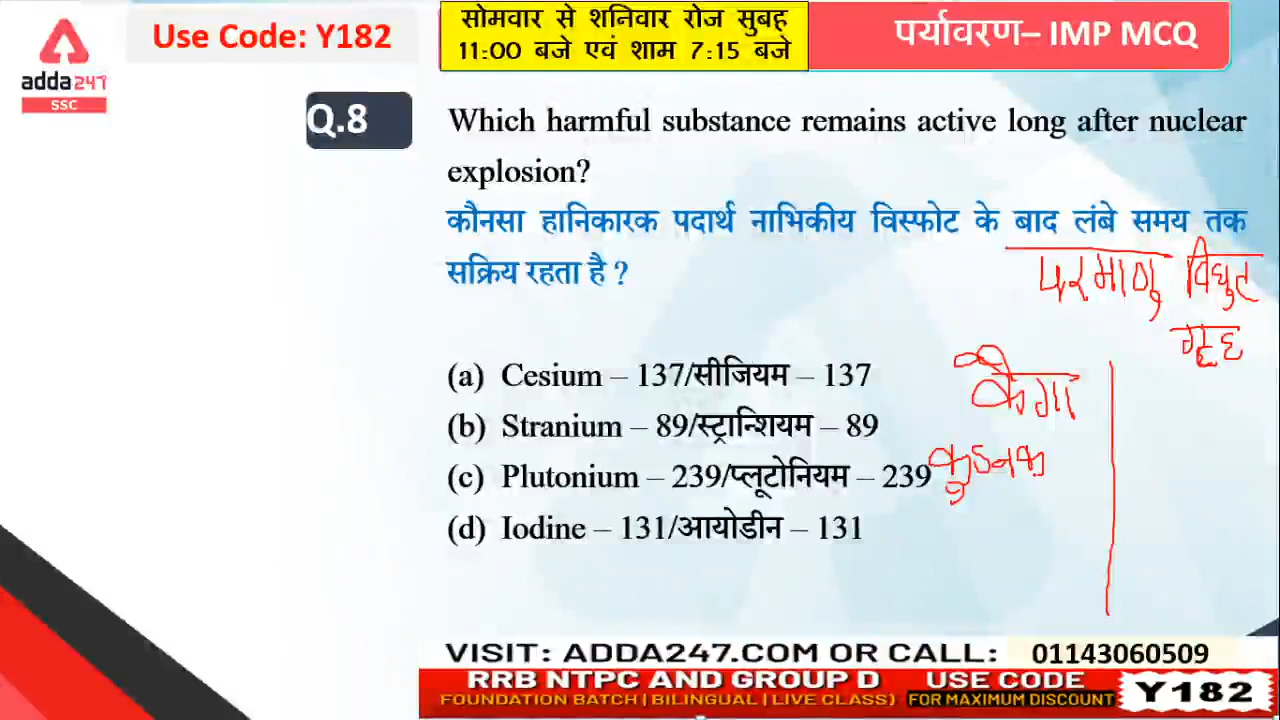 adda247
SSC
Use Code: Y182
सोमवार से शनिवार रोज सुबह
11:00 बजे एवं शाम 7:15 बजे
पर्यावरण– IMP MCQ
Q.8
Which harmful substance remains active long after nuclear
explosion?
कौनसा हानिकारक पदार्थ नाभिकीय विस्फोट के बाद लंबे समय तक
सक्रिय रहता है ?
परमाणु विघुत
गृह
(a) Cesium – 137/सीजियम – 137
कैगा
(b) Stranium – 89/स्ट्रान्शियम – 89
(c) Plutonium – 239/प्लूटोनियम – 239
(d) Iodine – 131/आयोडीन – 131
VISIT: ADDA247.COM OR CALL: 01143060509
RRB NTPC AND GROUP D
FOUNDATION BATCH | BILINGUAL | LIVE CLASS)
USE CODE
FOR MAXIMUM DISCOUNT
Y182